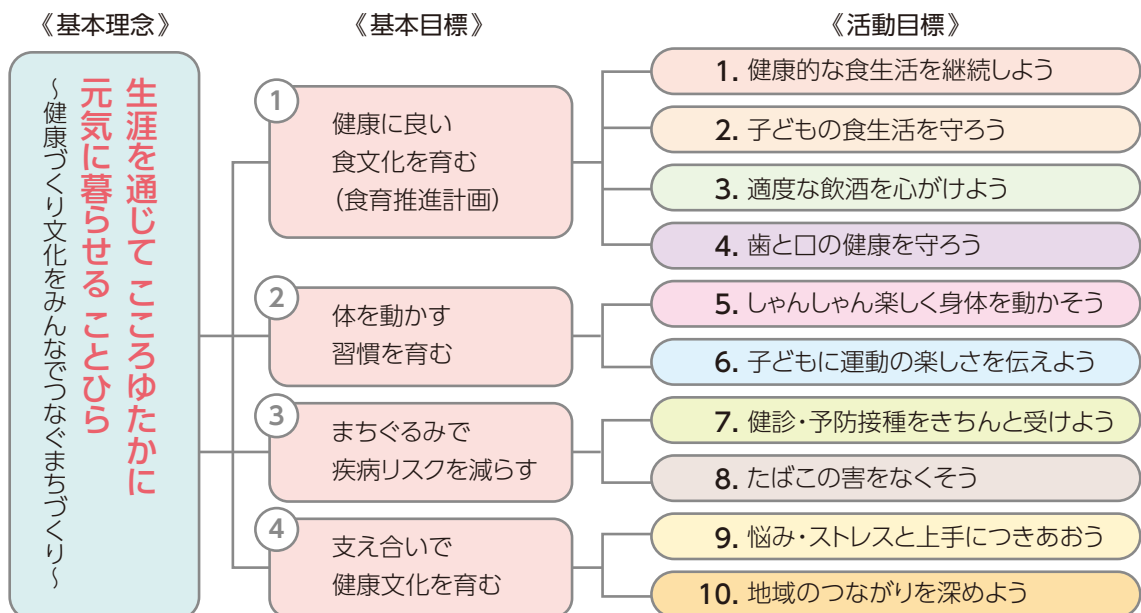 《基本理念》
《基本目標》
《活動目標》
生涯を通じて こころゆたかに
元気に暮らせる ことひら
～健康づくり文化をみんなでつなぐまちづくり～
1
健康に良い
食文化を育む
(食育推進計画)
2
体を動かす
習慣を育む
3
まちぐるみで
疾病リスクを減らす
4
支え合いで
健康文化を育む
1. 健康的な食生活を継続しよう
2. 子どもの食生活を守ろう
3. 適度な飲酒を心がけよう
4. 歯と口の健康を守ろう
5. しゃんしゃん楽しく身体を動かそう
6. 子どもに運動の楽しさを伝えよう
7. 健診・予防接種をきちんと受けよう
8. たばこの害をなくそう
9. 悩み・ストレスと上手につきあおう
10. 地域のつながりを深めよう